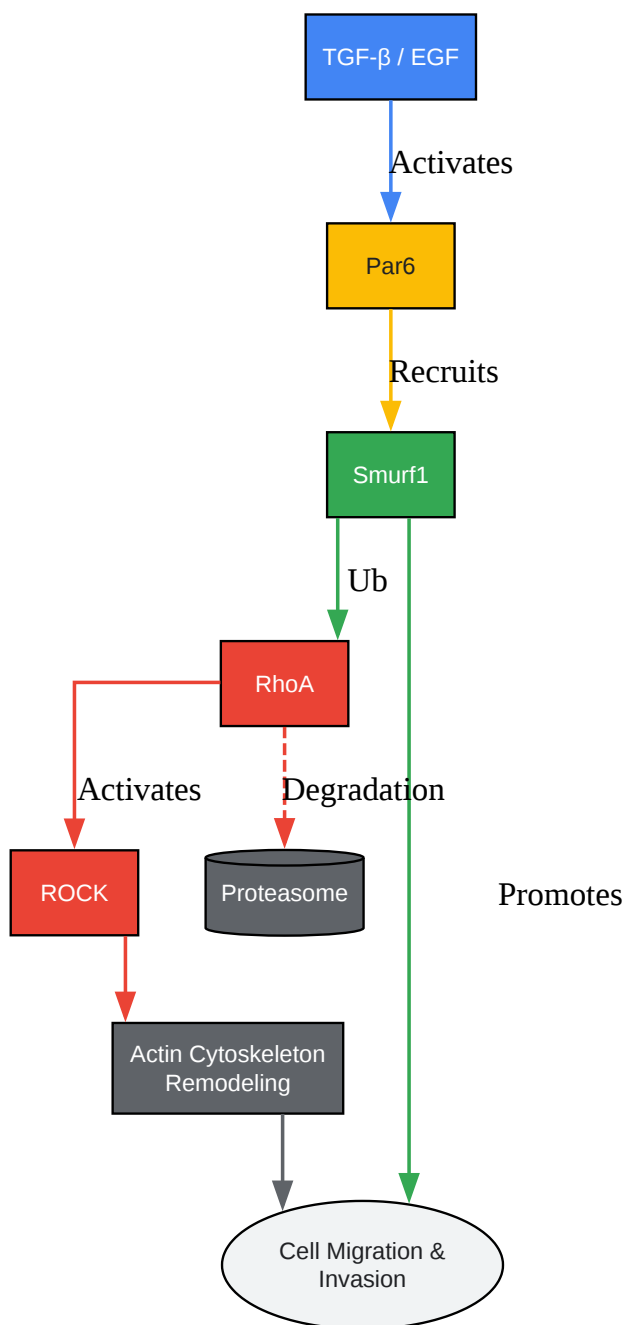 TGF-β / EGF
Activates
Par6
Recruits
Smurf1
Ub
RhoA
Activates
Degradation
ROCK
Proteasome
Promotes
Actin Cytoskeleton
Remodeling
Cell Migration &
Invasion